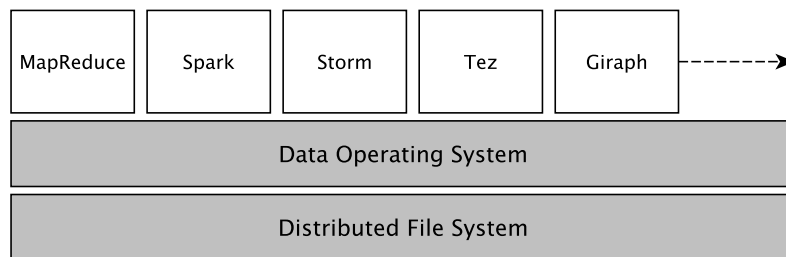 MapReduce Spark Storm Tez Giraph
Data Operating System
Distributed File System